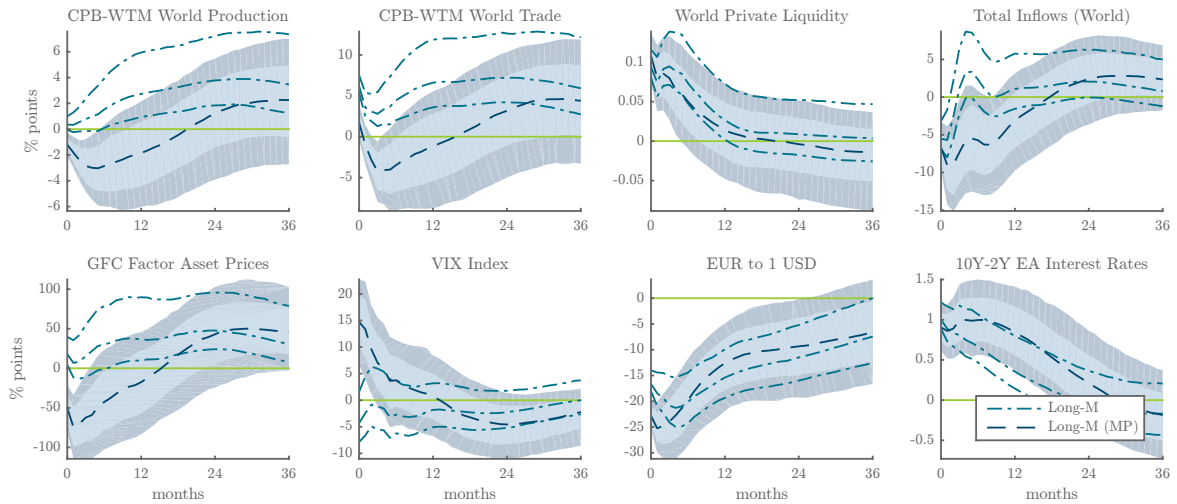 CPB-WTM World Production
CPB-WTM World Trade
World Private Liquidity
Total Inflows (World)
% points
6
4
2
0
-2
-4
-6
0 12 24 36
10
5
0
-5
0 12 24 36
0.1
0.05
0
-0.05
0 12 24 36
5
0
-5
-10
-15
0 12 24 36
GFC Factor Asset Prices
VIX Index
EUR to 1 USD
10Y-2Y EA Interest Rates
% points
100
50
0
-50
-100
0 12 24 36
months
20
15
10
5
0
-5
-10
0 12 24 36
months
0
-5
-10
-15
-20
-25
-30
0 12 24 36
months
1.5
1
0.5
0
-0.5
0 12 24 36
months
Long-M
Long-M (MP)